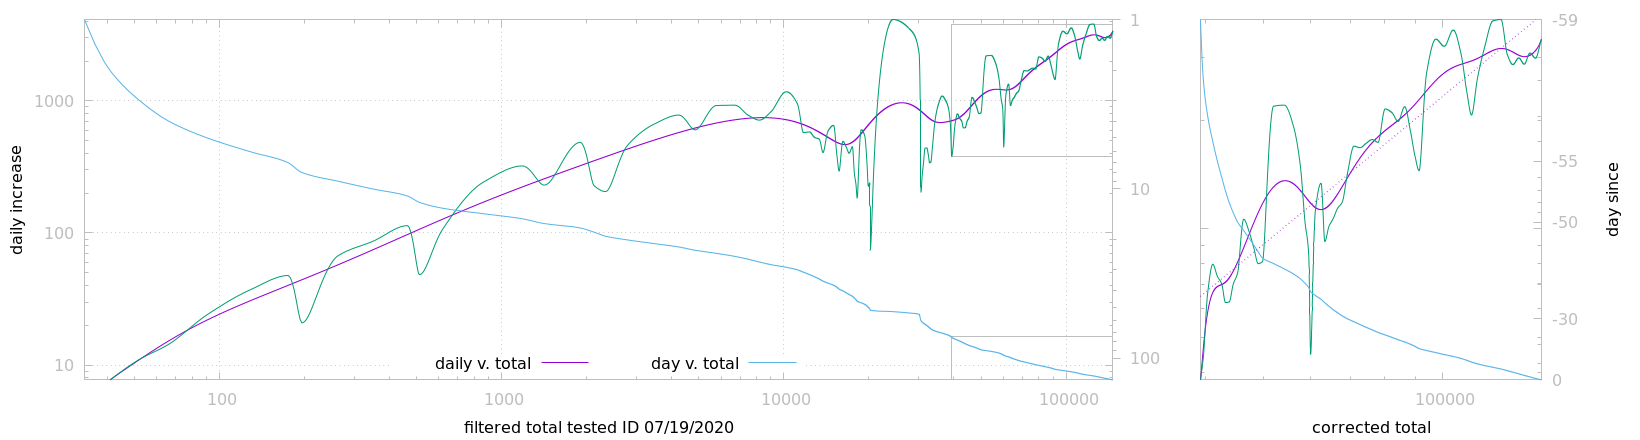 daily increase
1000
100
10
100
1000
10000
100000
filtered total tested ID 07/19/2020
daily v. total
day v. total
1
10
100
100000
corrected total
-59
-55
-50
-30
0
day since